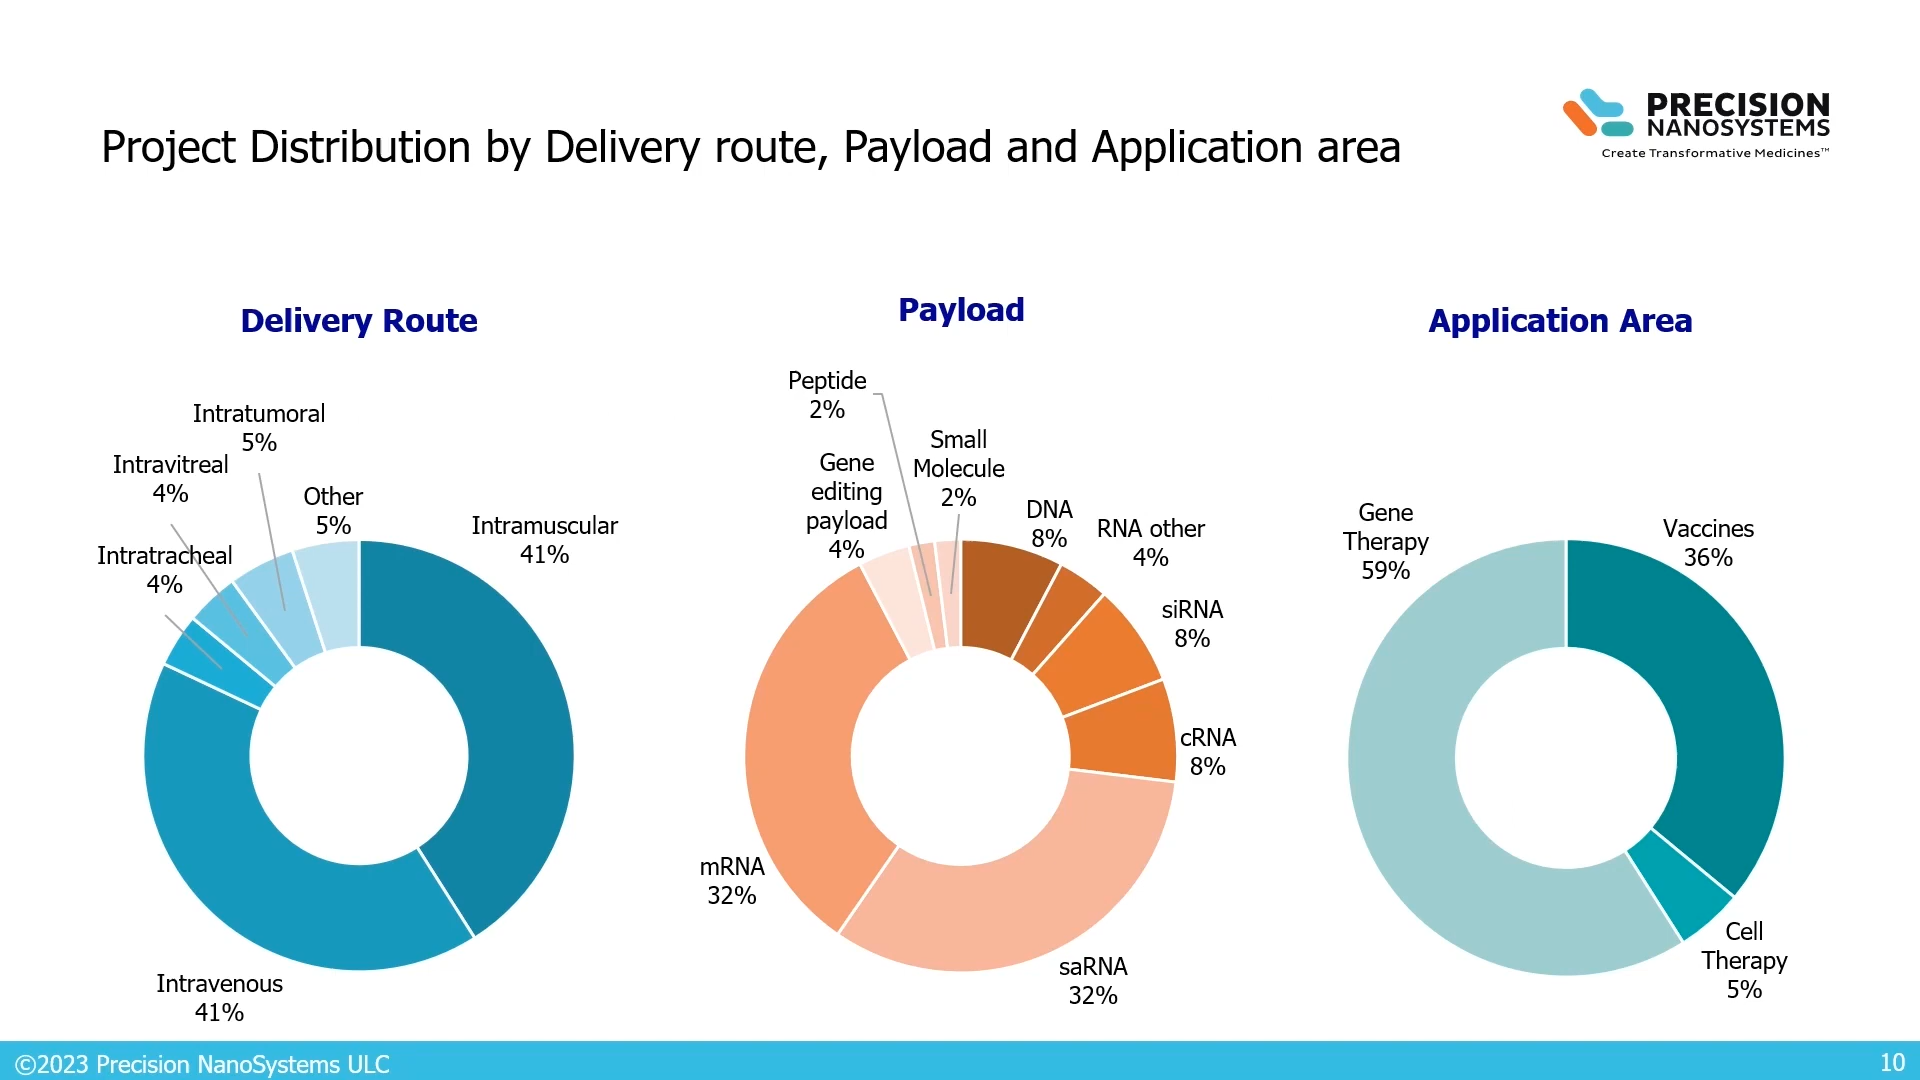 PRECISION
NANOSYSTEMS
Create Transformative Medicines™
Project Distribution by Delivery route, Payload and Application area
Delivery Route
Intratumoral
5%
Intravitreal
4%
Other
5%
Intramuscular
41%
Intratracheal
4%
Intravenous
41%
Payload
Peptide
2%
Small
Molecule
2%
Gene
editing
payload
4%
DNA
8%
RNA other
4%
siRNA
8%
cRNA
8%
mRNA
32%
saRNA
32%
Application Area
Gene
Therapy
59%
Vaccines
36%
Cell
Therapy
5%
©2023 Precision NanoSystems ULC
10